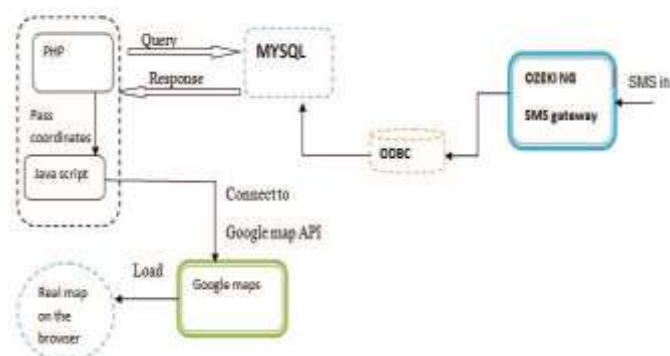 PHP
Query
MYSQL
Response
OZEKI NG
SMS gateway
SMS in
Pass
coordinates
ODBC
Java script
Connect to
Google map API
Load
Google maps
Real map
on the
browser